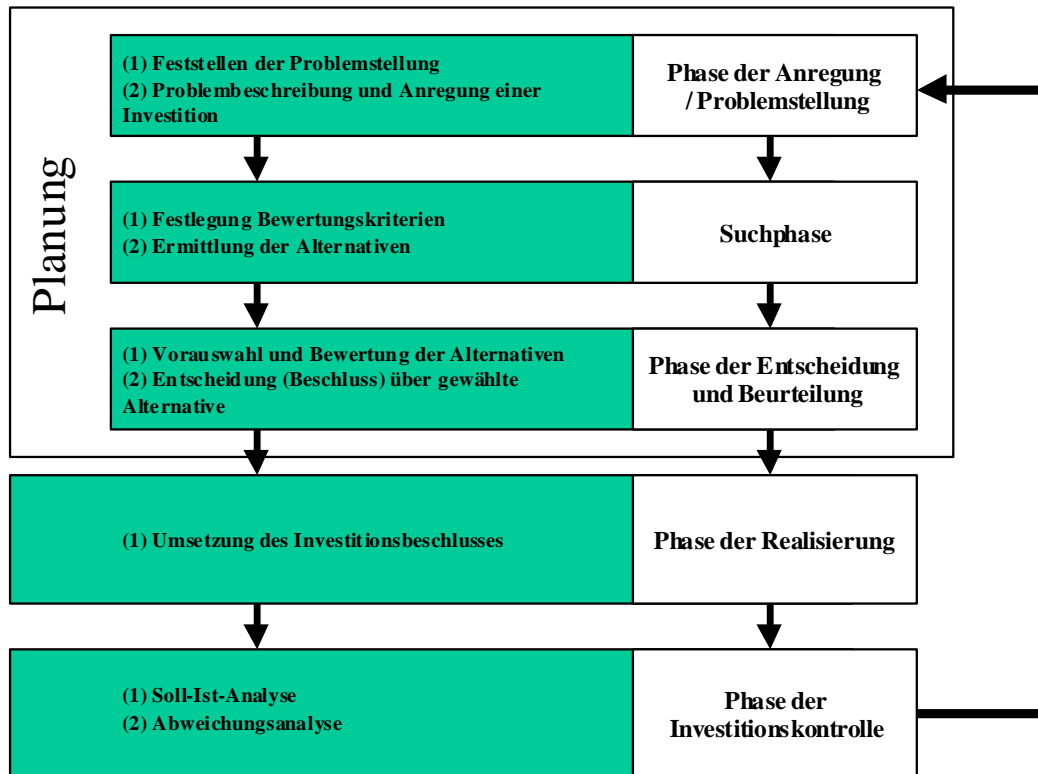 Planung
(1) Feststellen der Problemstellung
(2) Problembeschreibung und Anregung einer
Investition
Phase der Anregung
/ Problemstellung
(1) Festlegung Bewertungskriterien
(2) Ermittlung der Alternativen
Suchphase
(1) Vorauswahl und Bewertung der Alternativen
(2) Entscheidung (Beschluss) über gewählte
Alternative
Phase der Entscheidung
und Beurteilung
(1) Umsetzung des Investitionsbeschlusses
Phase der Realisierung
(1) Soll-Ist-Analyse
(2) Abweichungsanalyse
Phase der
Investitionskontrolle